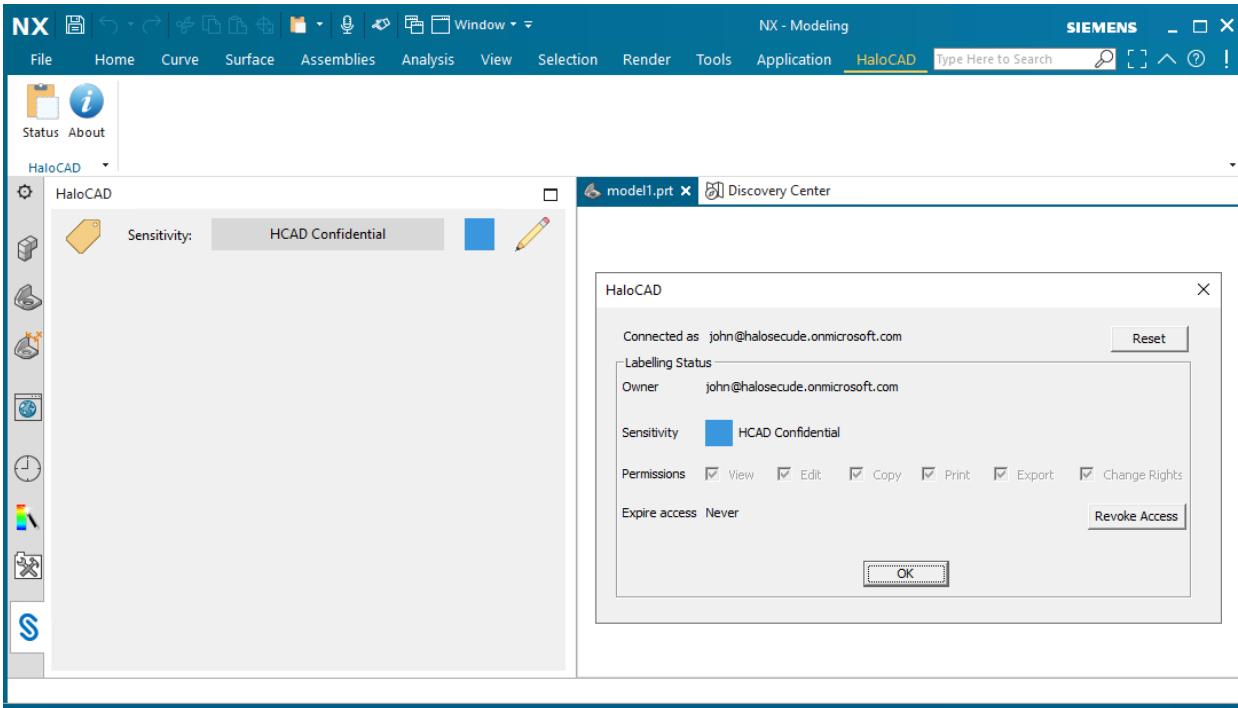 NX Window NX - Modeling SIEMENS
File Home Curve Surface Assemblies Analysis View Selection Render Tools Application HaloCAD Type Here to Search
Status About
HaloCAD
HaloCAD
Sensitivity: HCAD Confidential
model1.prt Discovery Center
HaloCAD
Connected as john@halosecude.onmicrosoft.com Reset
Labelling Status
Owner john@halosecude.onmicrosoft.com
Sensitivity HCAD Confidential
Permissions View Edit Copy Print Export Change Rights
Expire access Never Revoke Access
OK